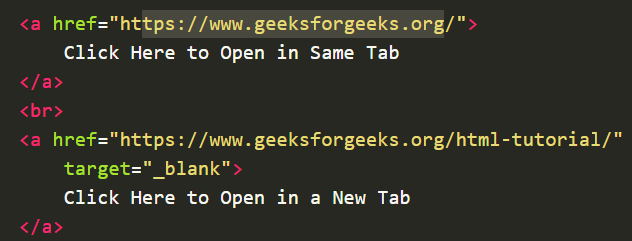 <a href="https://www.geeksforgeeks.org/">
Click Here to Open in Same Tab
</a>
<br>
<a href="https://www.geeksforgeeks.org/html-tutorial/"
target="_blank">
Click Here to Open in a New Tab
</a>